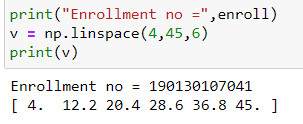 print("Enrollment no =",enroll)
v = np.linspace(4,45,6)
print(v)
Enrollment no = 190130107041
[ 4.  12.2 20.4 28.6 36.8 45. ]